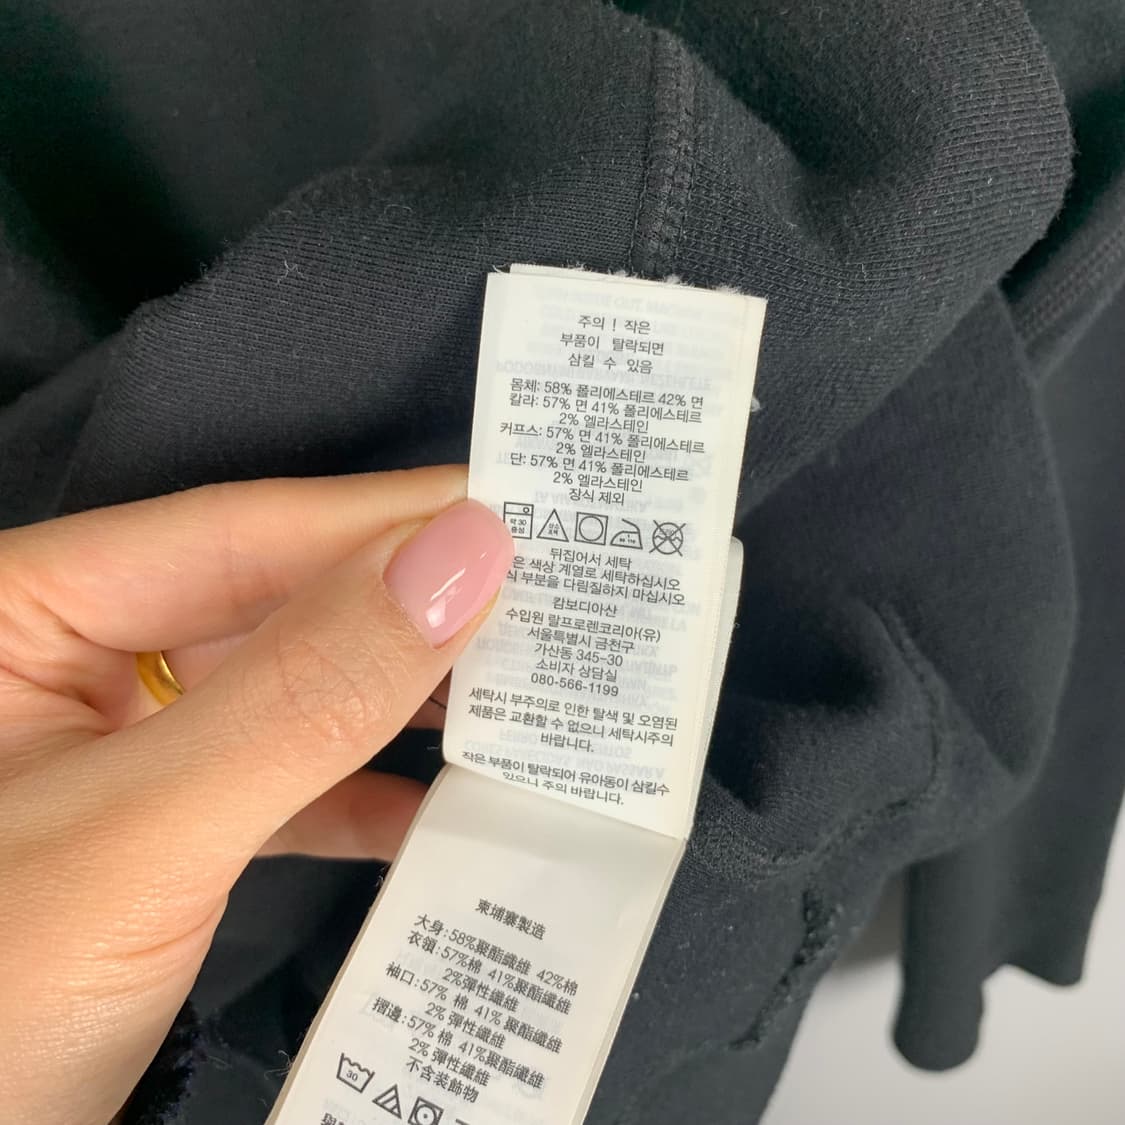 주의 ! 작은
부품이 탈락되면
삼킬 수 있음
몸체: 58% 폴리에스테르 42% 면
칼라: 57% 면 41% 폴리에스테르
2% 엘라스테인
커프스: 57% 면 41% 폴리에스테르
2% 엘라스테인
단: 57% 면 41% 폴리에스테르
2% 엘라스테인
장식 제외
약 30
중성
뒤집어서 세탁
은 색상 계열로 세탁하십시오
식 부분을 다림질하지 마십시오
캄보디아산
수입원 랄프로렌코리아(유)
서울특별시 금천구
가산동 345-30
소비자 상담실
080-566-1199
세탁시 부주의로 인한 탈색 및 오염된
제품은 교환할 수 없으니 세탁시주의
바랍니다.
작은 부품이 탈락되어 유아동이 삼킬수
있으니 주의 바랍니다.
柬埔寨製造
大身:58%聚酯纖維 42%棉
衣領:57%棉 41%聚酯纖維
2%彈性纖維
袖口:57% 棉 41% 聚酯纖維
2% 彈性纖維
摺邊:57% 棉 41%聚酯纖維
2% 彈性纖維
不含装飾物
30